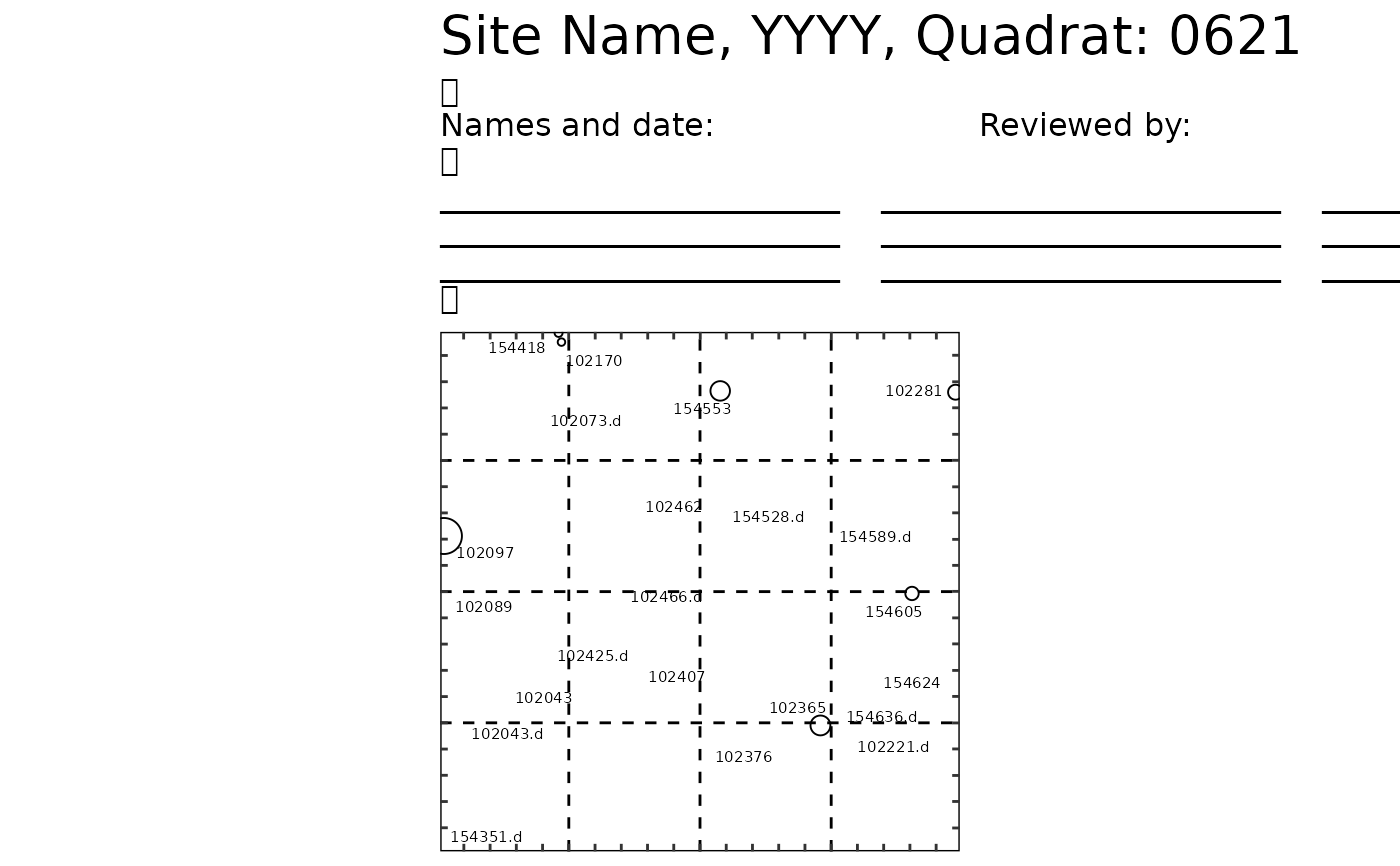 Site Name, YYYY, Quadrat: 0621
Names and date:
Reviewed by:
154418
102170
102281
154553
102073.d
102462
154528.d
154589.d
102097
102466.d
102089
154605
102425.d
102407
154624
102043
102365
154636.d
102043.d
102221.d
102376
154351.d